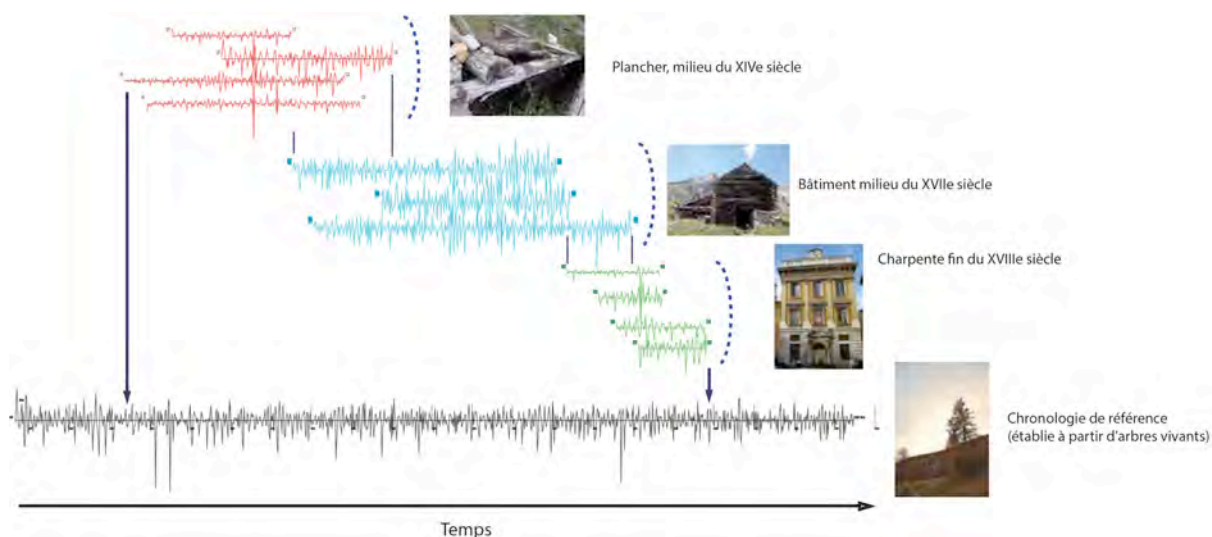 Plancher, milieu du XIVe siècle
Bâtiment milieu du XVIIe siècle
Charpente fin du XVIIIe siècle
Chronologie de référence
(établie à partir d'arbres vivants)
Temps